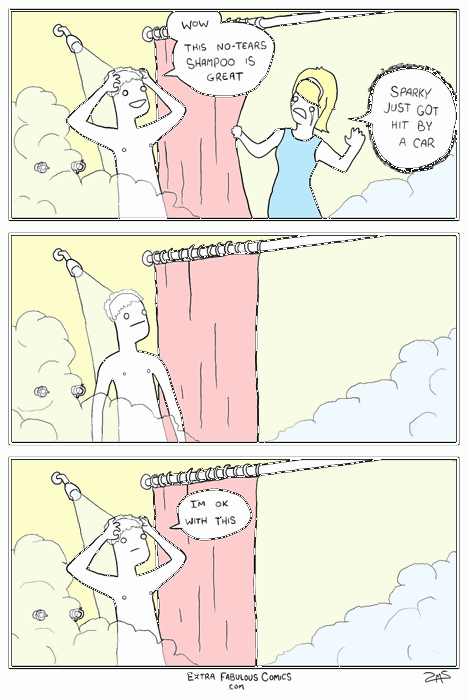 WOW
THIS NO-TEARS
SHAMPOO IS
GREAT
SPARKY
JUST GOT
HIT BY
A CAR
I'M OK
WITH THIS
EXTRA FABULOUS COMICS
.COM
ZAS